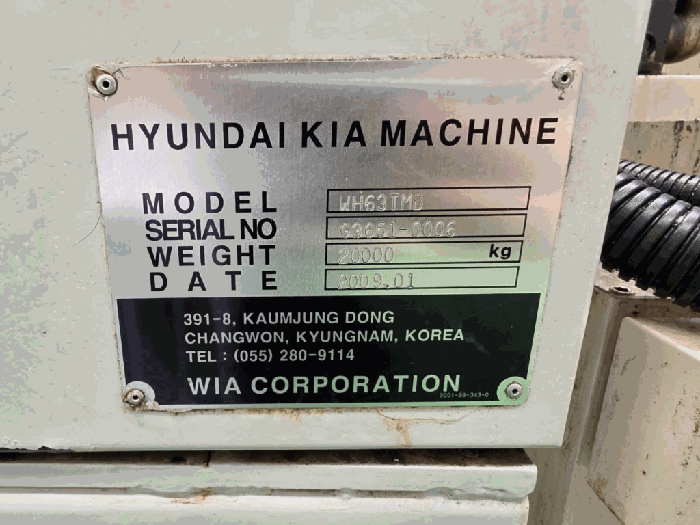 HYUNDAI KIA MACHINE
MODEL WH63TMD
SERIAL NO G3651-0006
WEIGHT 20000 kg
DATE 2009.01
391-8, KAUMJUNG DONG
CHANGWON, KYUNGNAM, KOREA
TEL : (055) 280-9114
WIA CORPORATION